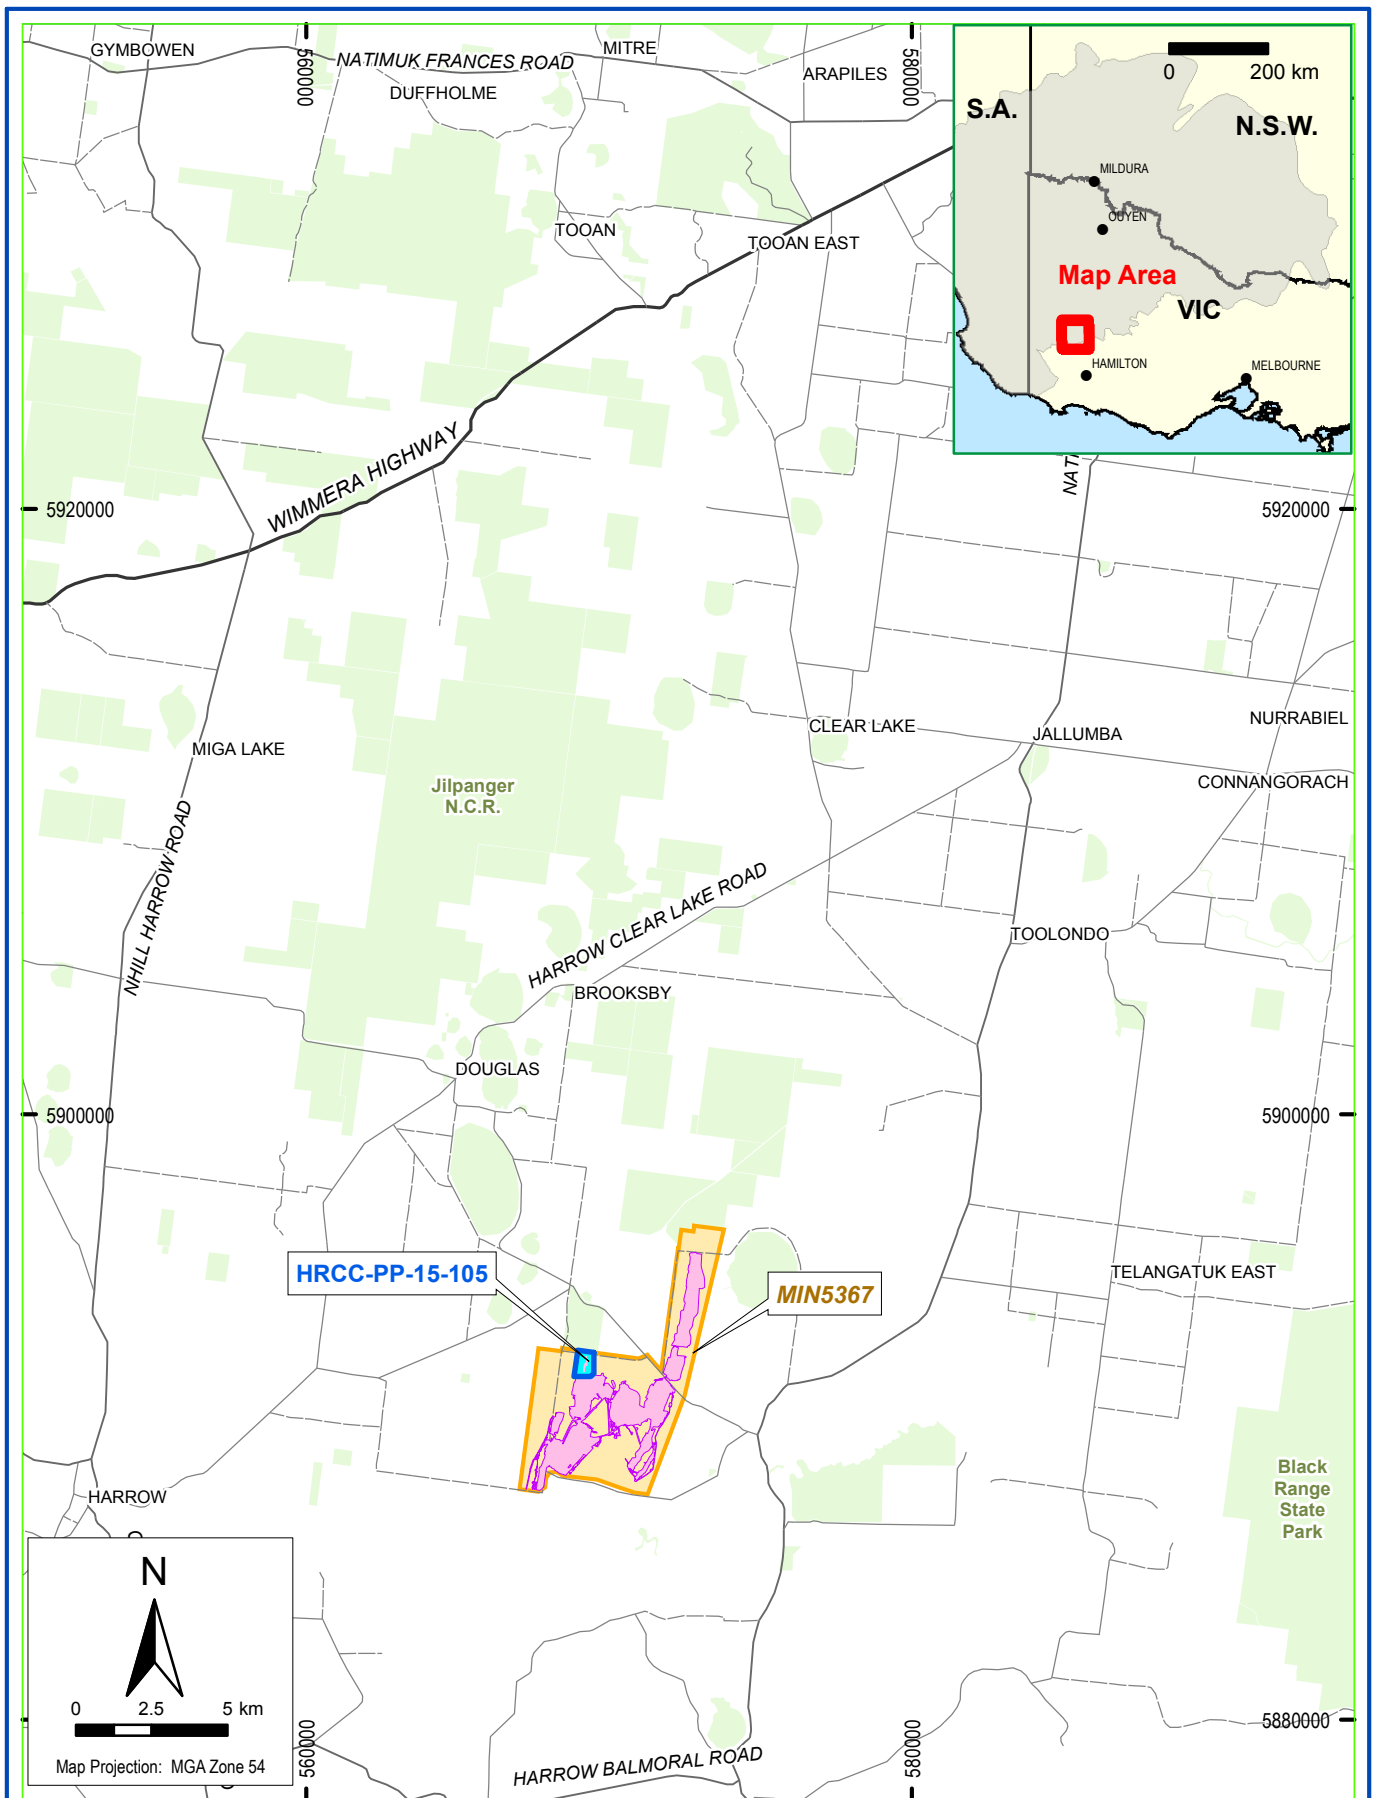 GYMBOWEN
560000
NATIMUK FRANCES ROAD
MITRE
DUFFHOLME
ARAPILES
580000
0 200 km
S.A.
N.S.W.
MILDURA
OUYEN
Map Area
VIC
HAMILTON
MELBOURNE
TOOAN
TOOAN EAST
WIMMERA HIGHWAY
NATI
5920000
5920000
CLEAR LAKE
JALLUMBA
NURRABIEL
MIGA LAKE
CONNANGORACH
Jilpanger
N.C.R.
NHILL HARROW ROAD
HARROW CLEAR LAKE ROAD
TOOLONDO
BROOKSBY
DOUGLAS
5900000
5900000
HRCC-PP-15-105
MIN5367
TELANGATUK EAST
HARROW
Black
Range
State
Park
N
0 2.5 5 km
Map Projection: MGA Zone 54
560000
HARROW BALMORAL ROAD
580000
5880000